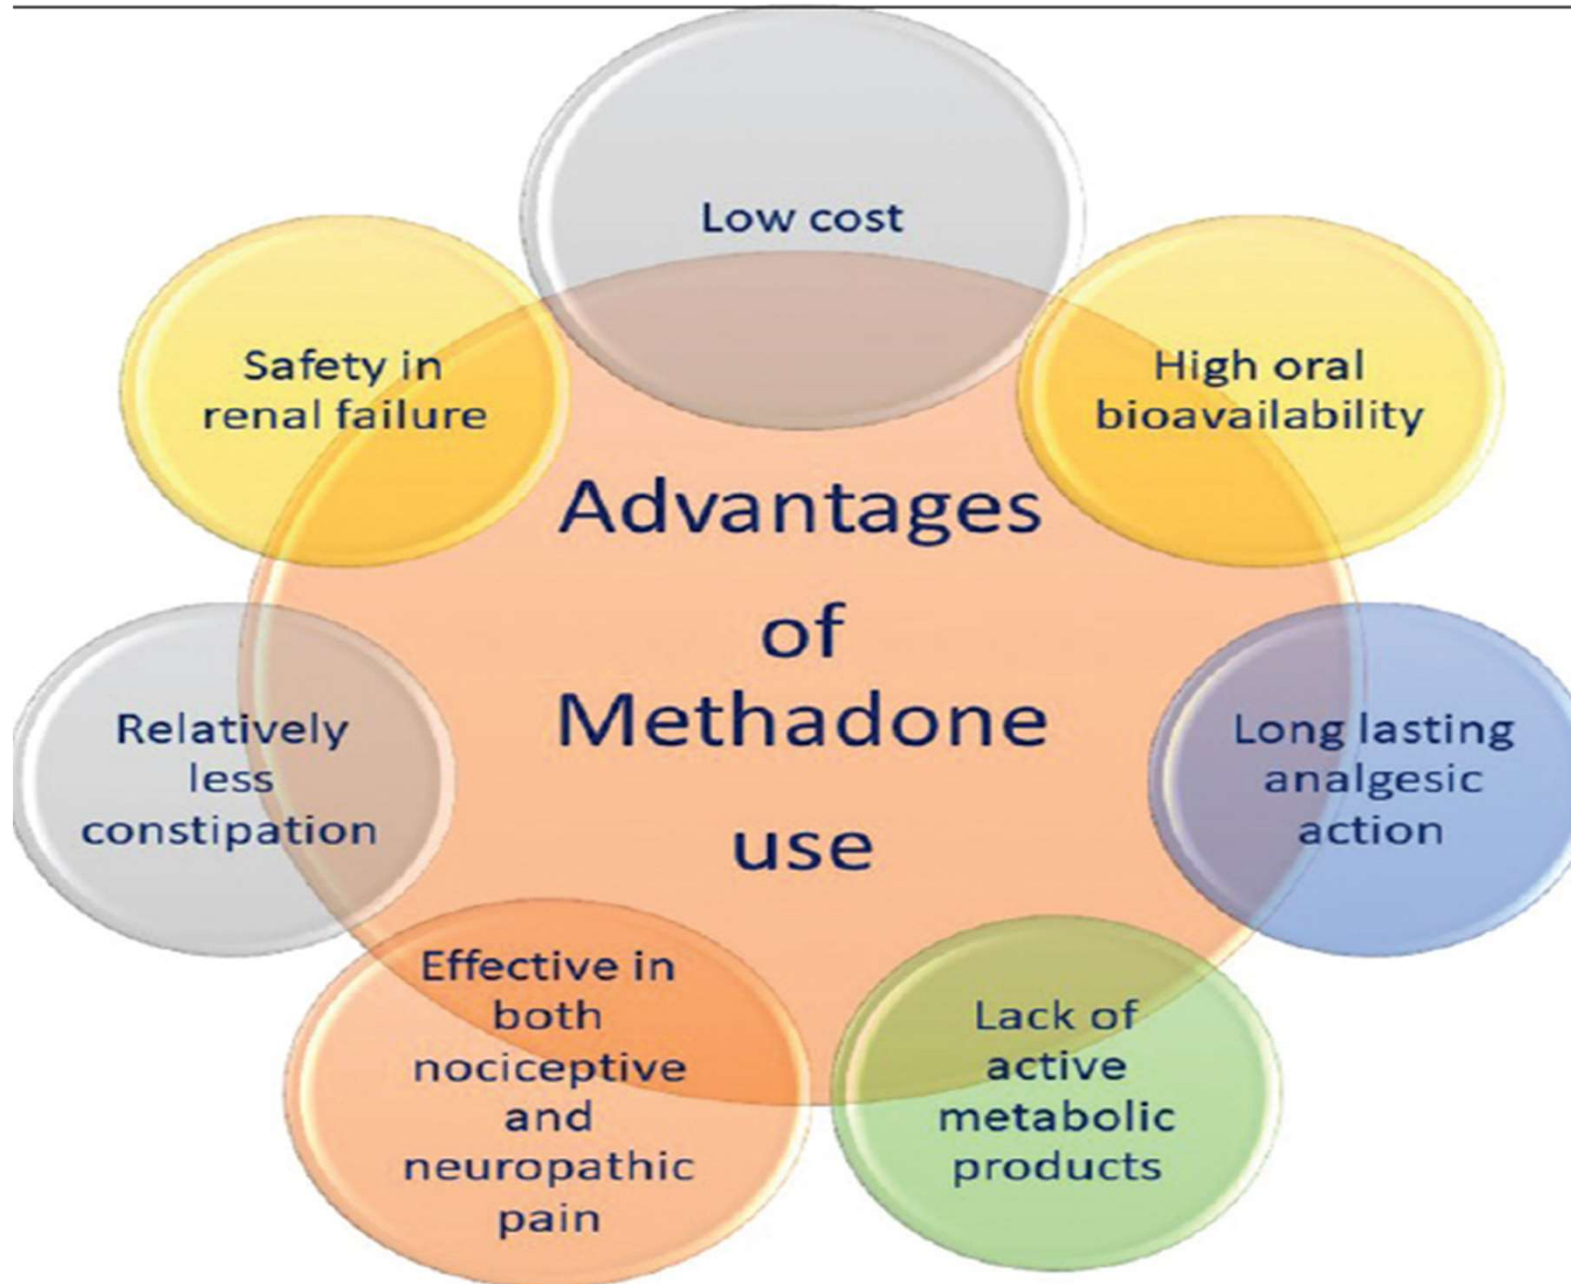 Low cost
High oral
bioavailability
Long lasting
analgesic
action
Lack of
active
metabolic
products
Effective in
both
nociceptive
and
neuropathic
pain
Relatively
less
constipation
Safety in
renal failure
Advantages
of
Methadone
use